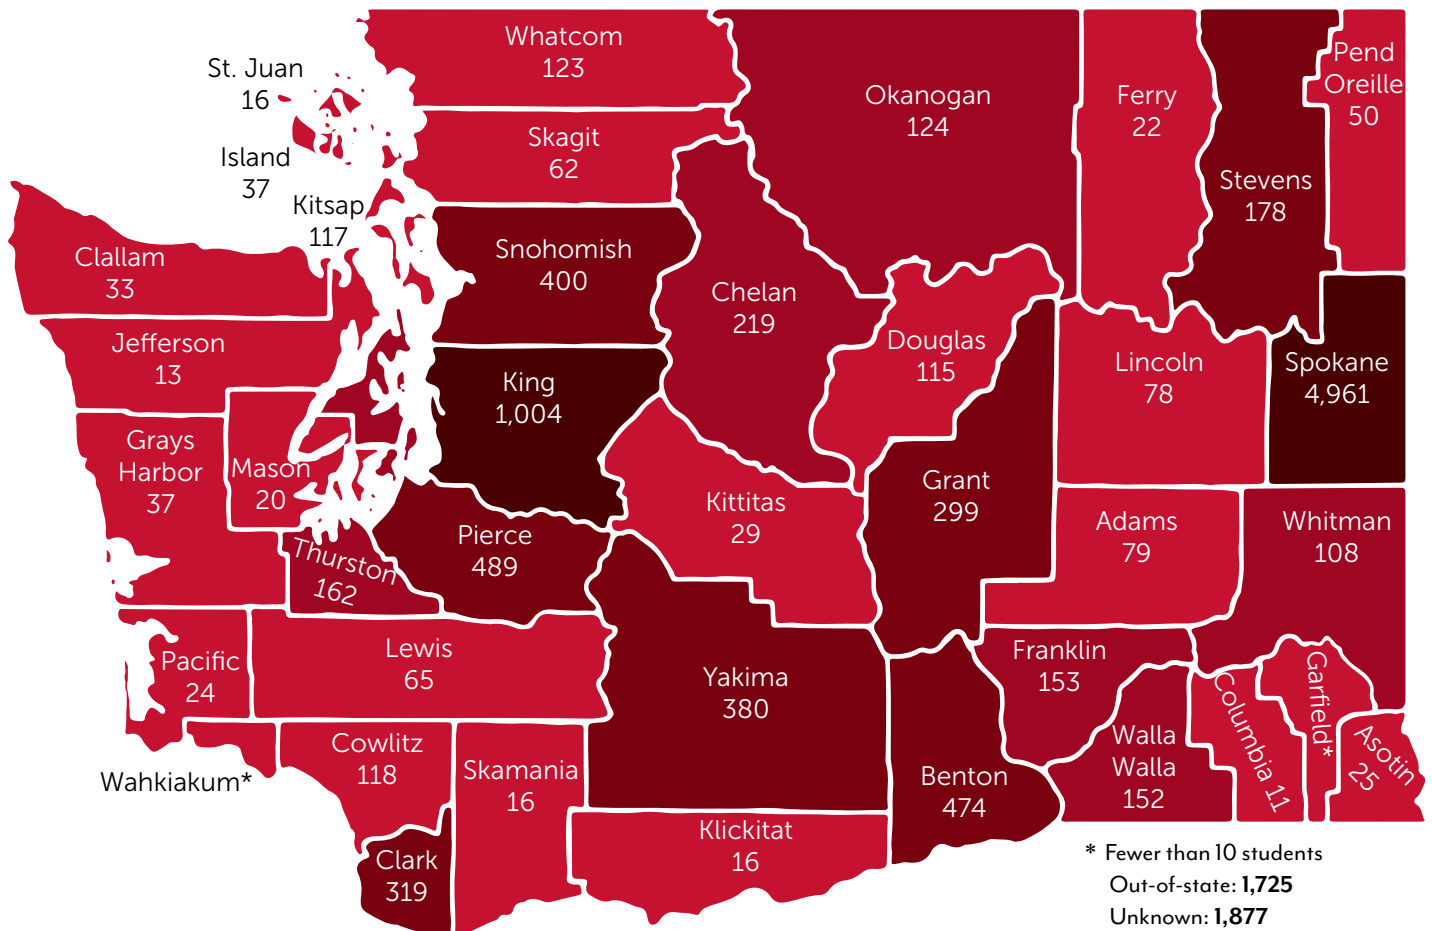 Whatcom
123
St. Juan
16
Okanogan
124
Ferry
22
Pend
Oreille
50
Skagit
62
Island
37
Stevens
178
Kitsap
117
Clallam
33
Snohomish
400
Chelan
219
Jefferson
13
Douglas
115
Lincoln
78
Spokane
4,961
King
1,004
Grays
Harbor
37
Mason
20
Kittitas
29
Grant
299
Adams
79
Whitman
108
Pierce
489
Thurston
162
Pacific
24
Lewis
65
Yakima
380
Franklin
153
Garfield*
Columbia 11
Asotin
25
Walla
Walla
152
Wahkiakum*
Cowlitz
118
Skamania
16
Benton
474
Klickitat
16
Clark
319
* Fewer than 10 students
Out-of-state: 1,725
Unknown: 1,877